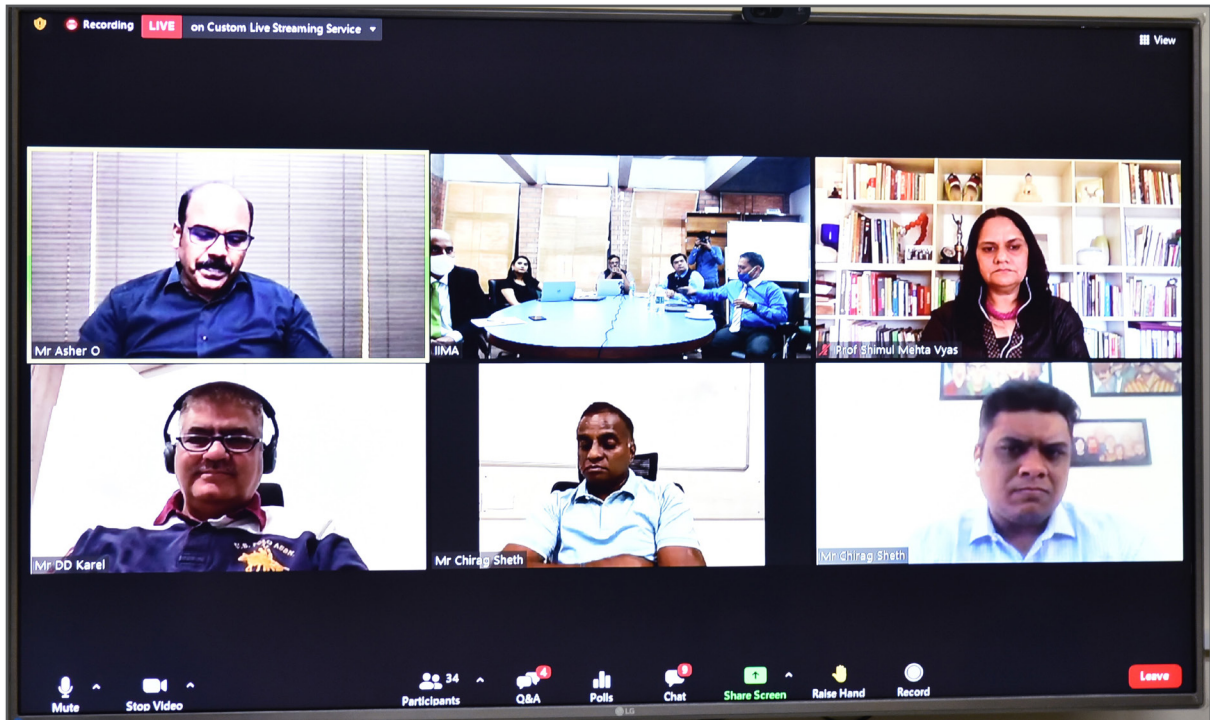 Recording
LIVE
on Custom Live Streaming Service
View
Mr Asher O
IIMA
Prof Shimul Mehta Vyas
Mr DD Karel
U.S. POLO ASSN.
Mr Chirag Sheth
Mr Chirag Sheth
Mute
Stop Video
34
Participants
4
Q&A
Polls
9
Chat
Share Screen
Raise Hand
Record
Leave
LG